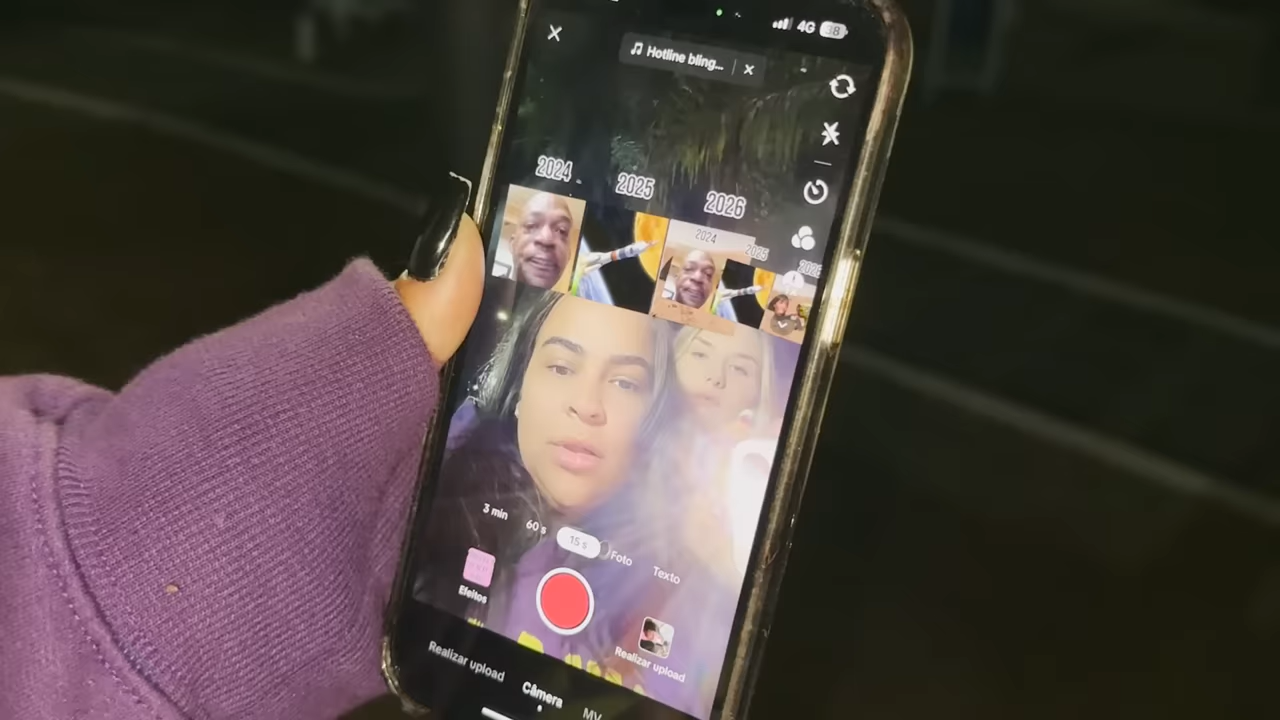 4G 38
Hotline bling...
2024
2025
2026
2024
2025
3 min
60 s
15 s
Foto
Texto
Efeitos
Realizar upload
Realizar upload
Câmera
MV